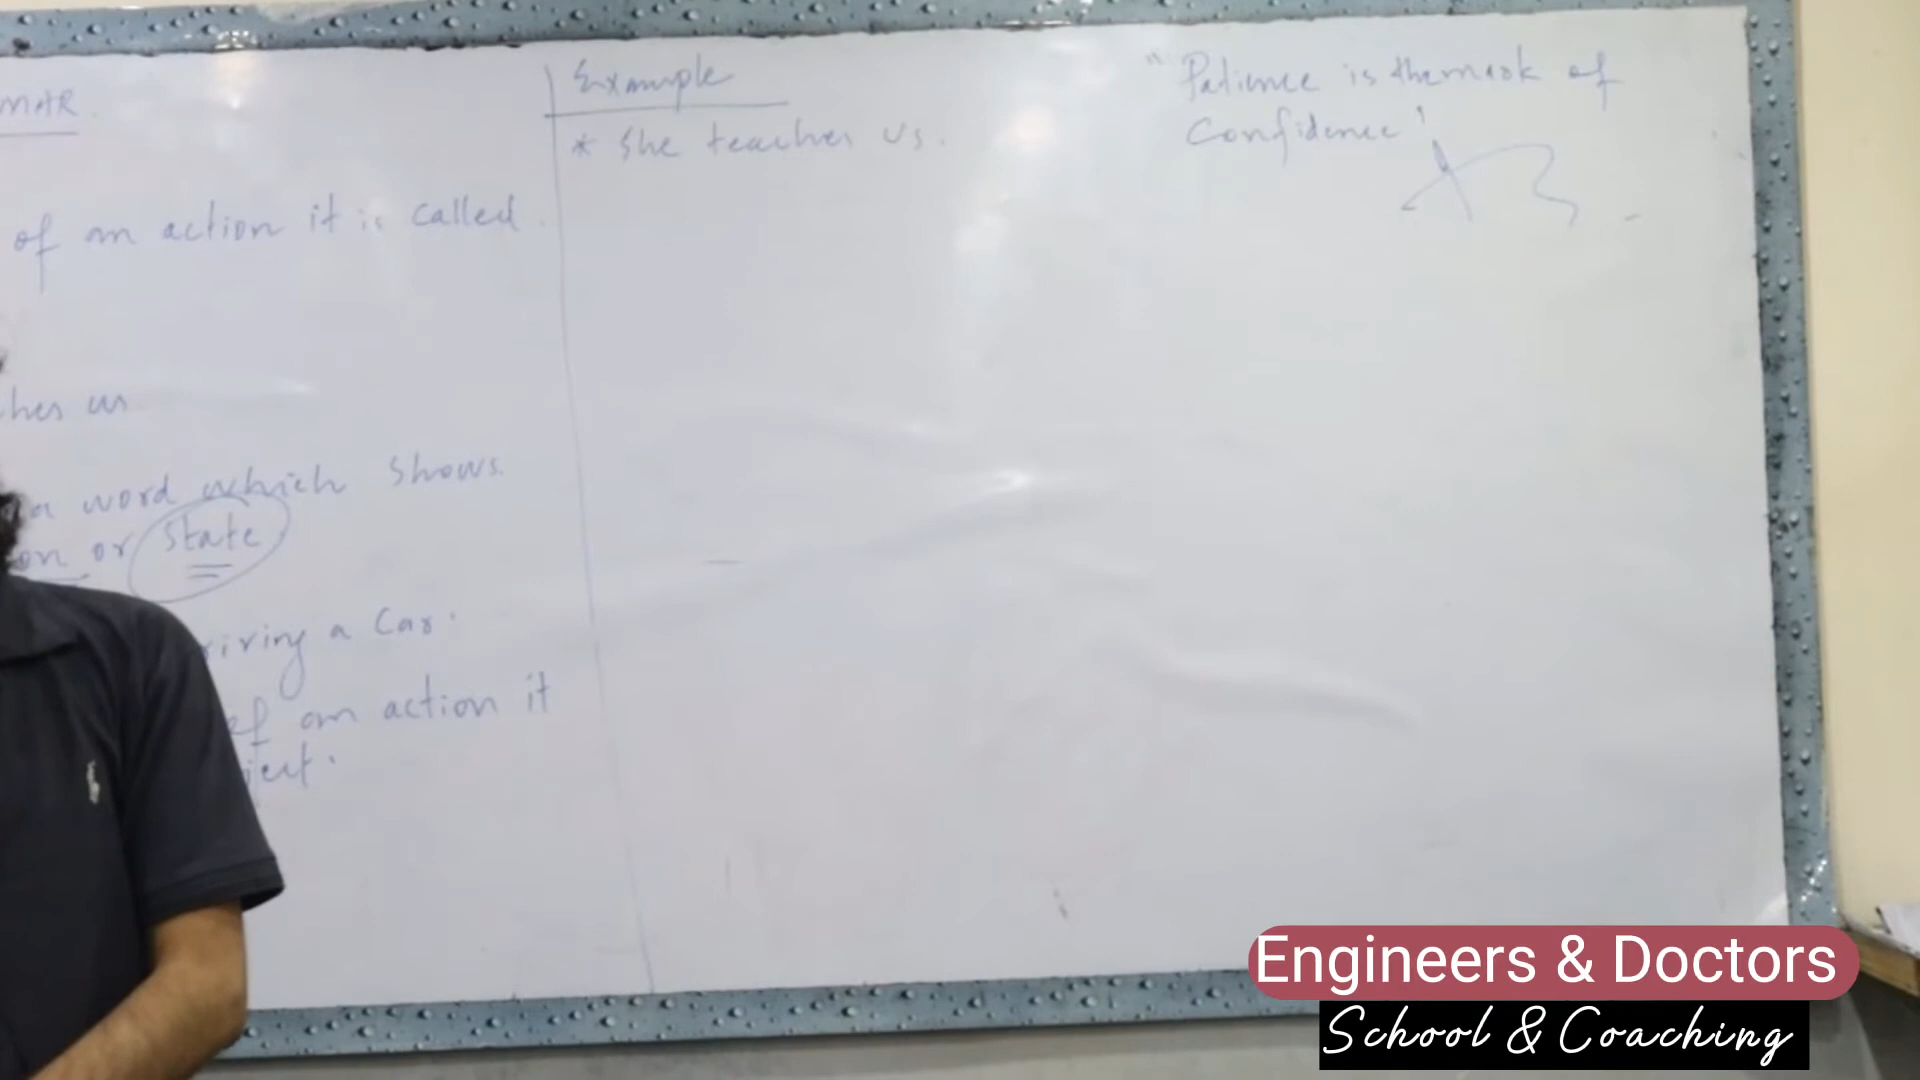 MAR.
of an action it is called
hes us
a word which shows
on or State
riving a Car.
of an action it
ject.
Example
* She teaches us.
" Patience is the mark of
Confidence"
Engineers & Doctors
School & Coaching